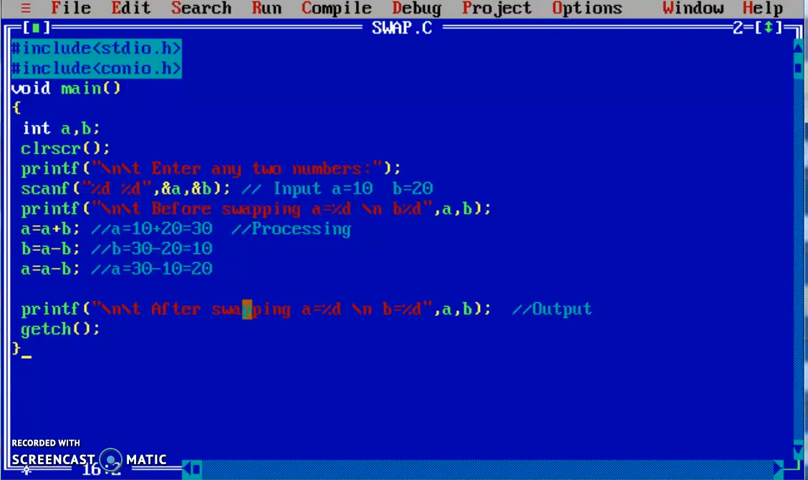 ≡ File Edit Search Run Compile Debug Project Options Window Help
[■] SWAP.C 2=[↕]
#include<stdio.h>
#include<conio.h>
void main()
{
int a,b;
clrscr();
printf("\n\t Enter any two numbers:");
scanf("%d %d",&a,&b); // Input a=10 b=20
printf("\n\t Before swapping a=%d \n b%d",a,b);
a=a+b; //a=10+20=30 //Processing
b=a-b; //b=30-20=10
a=a-b; //a=30-10=20
printf("\n\t After swapping a=%d \n b=%d",a,b); //Output
getch();
}_
RECORDED WITH
SCREENCAST MATIC
16:2